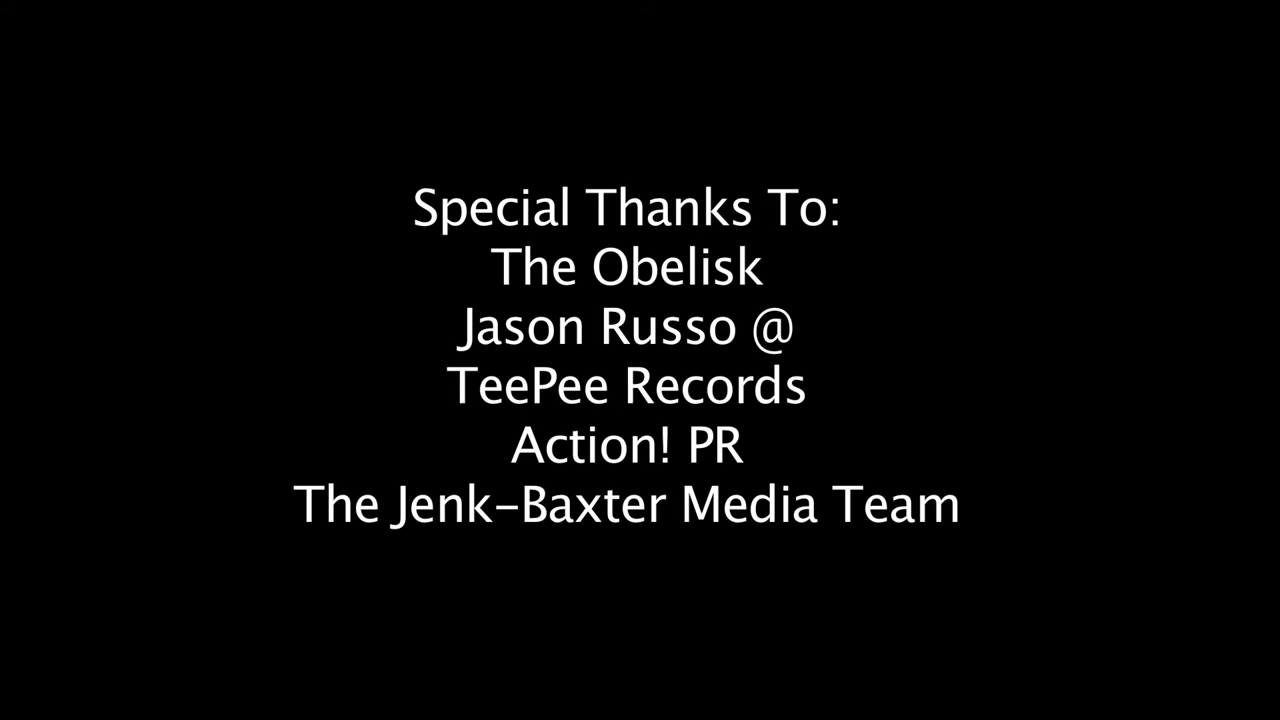 Special Thanks To:
The Obelisk
Jason Russo @
TeePee Records
Action! PR
The Jenk-Baxter Media Team